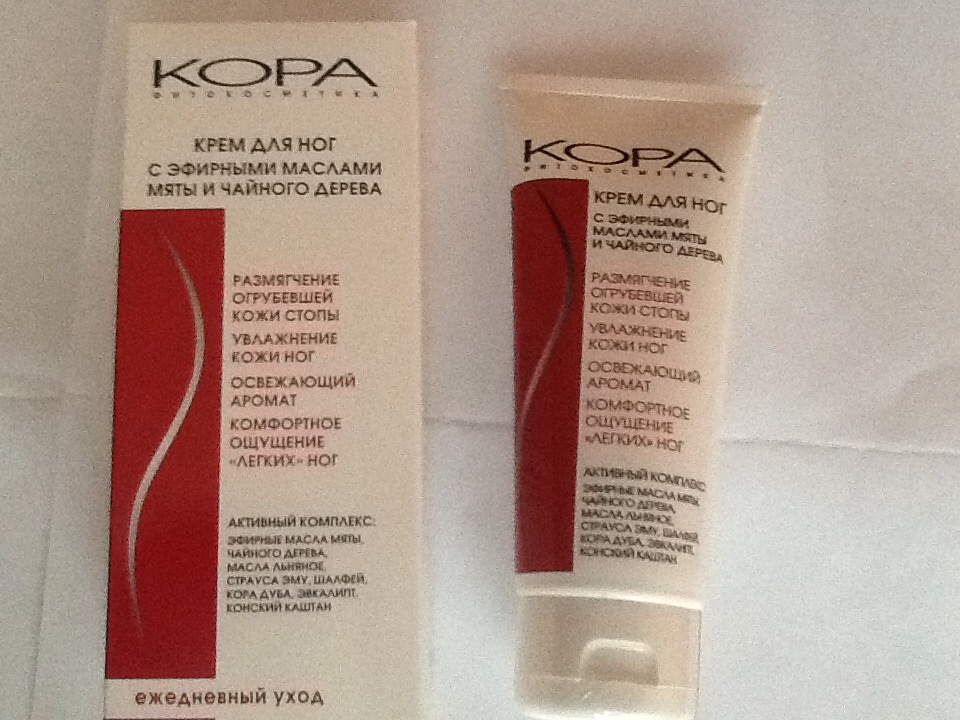 КОРА
ФИТОКОСМЕТИКА
КРЕМ ДЛЯ НОГ
С ЭФИРНЫМИ МАСЛАМИ
МЯТЫ И ЧАЙНОГО ДЕРЕВА
РАЗМЯГЧЕНИЕ
ОГРУБЕВШЕЙ
КОЖИ СТОПЫ
УВЛАЖНЕНИЕ
КОЖИ НОГ
ОСВЕЖАЮЩИЙ
АРОМАТ
КОМФОРТНОЕ
ОЩУЩЕНИЕ
«ЛЕГКИХ» НОГ
АКТИВНЫЙ КОМПЛЕКС:
ЭФИРНЫЕ МАСЛА МЯТЫ,
ЧАЙНОГО ДЕРЕВА,
МАСЛА ЛЬНЯНОЕ,
СТРАУСА ЭМУ, ШАЛФЕЙ,
КОРА ДУБА, ЭВКАЛИПТ,
КОНСКИЙ КАШТАН
ежедневный уход
КОРА
ФИТОКОСМЕТИКА
КРЕМ ДЛЯ НОГ
С ЭФИРНЫМИ
МАСЛАМИ МЯТЫ
И ЧАЙНОГО ДЕРЕВА
РАЗМЯГЧЕНИЕ
ОГРУБЕВШЕЙ
КОЖИ СТОПЫ
УВЛАЖНЕНИЕ
КОЖИ НОГ
ОСВЕЖАЮЩИЙ
АРОМАТ
КОМФОРТНОЕ
ОЩУЩЕНИЕ
«ЛЕГКИХ» НОГ
АКТИВНЫЙ КОМПЛЕКС:
ЭФИРНЫЕ МАСЛА МЯТЫ,
ЧАЙНОГО ДЕРЕВА,
МАСЛА ЛЬНЯНОЕ,
СТРАУСА ЭМУ, ШАЛФЕЙ,
КОРА ДУБА, ЭВКАЛИПТ,
КОНСКИЙ КАШТАН